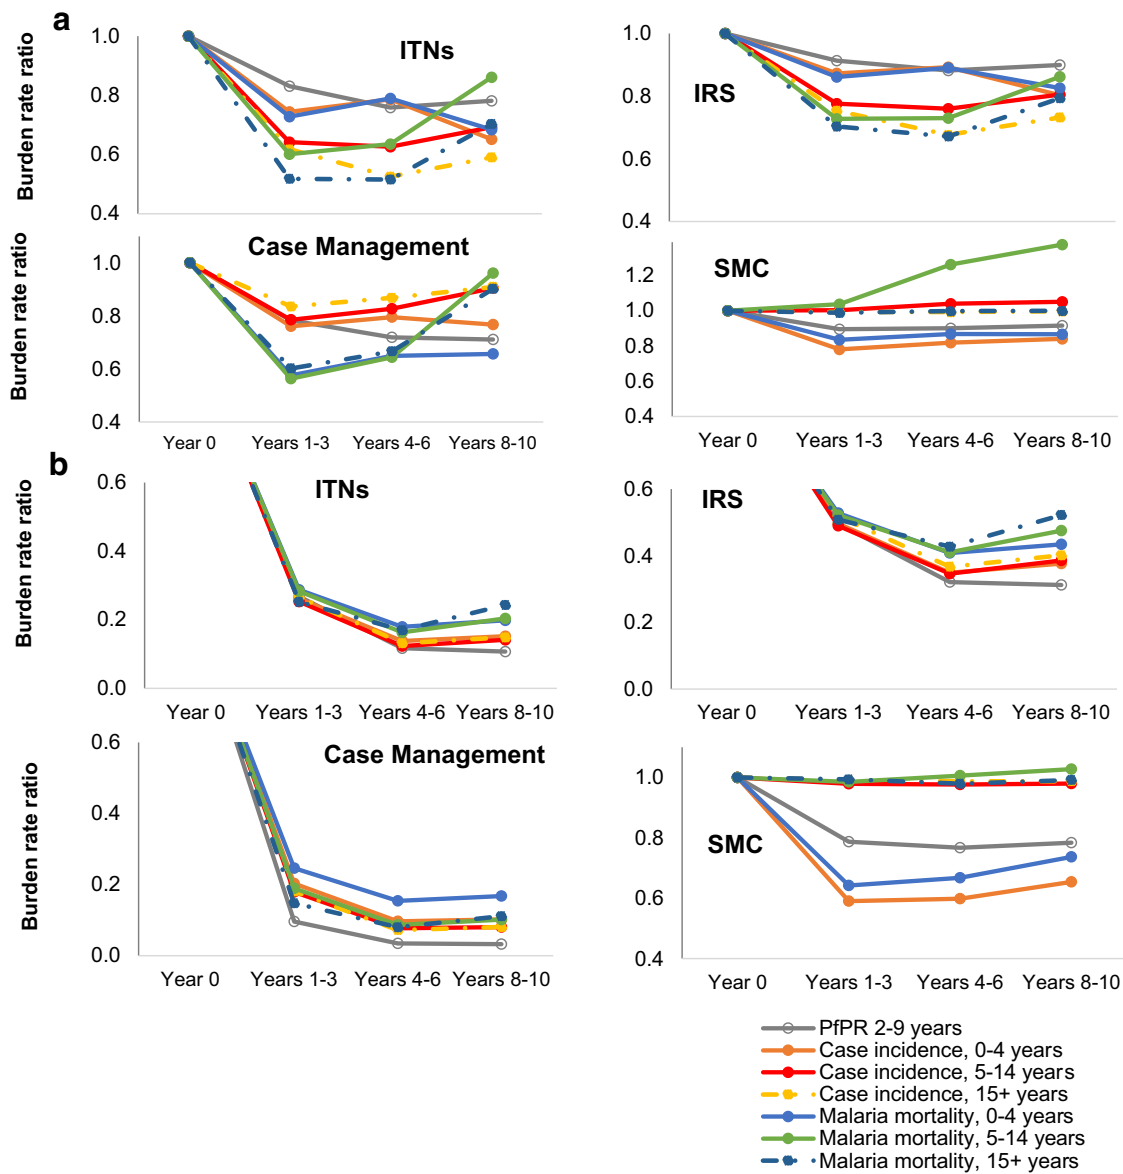 a
ITNs
Burden rate ratio
1.0
0.8
0.6
0.4
IRS
1.0
0.8
0.6
0.4
Case Management
Burden rate ratio
1.0
0.8
0.6
0.4
Year 0 Years 1-3 Years 4-6 Years 8-10
SMC
1.2
1.0
0.8
0.6
0.4
Year 0 Years 1-3 Years 4-6 Years 8-10
b
ITNs
Burden rate ratio
0.6
0.4
0.2
0.0
Year 0 Years 1-3 Years 4-6 Years 8-10
IRS
0.6
0.4
0.2
0.0
Year 0 Years 1-3 Years 4-6 Years 8-10
Case Management
Burden rate ratio
0.6
0.4
0.2
0.0
Year 0 Years 1-3 Years 4-6 Years 8-10
SMC
1.0
0.8
0.6
0.4
Year 0 Years 1-3 Years 4-6 Years 8-10
PfPR 2-9 years
Case incidence, 0-4 years
Case incidence, 5-14 years
Case incidence, 15+ years
Malaria mortality, 0-4 years
Malaria mortality, 5-14 years
Malaria mortality, 15+ years